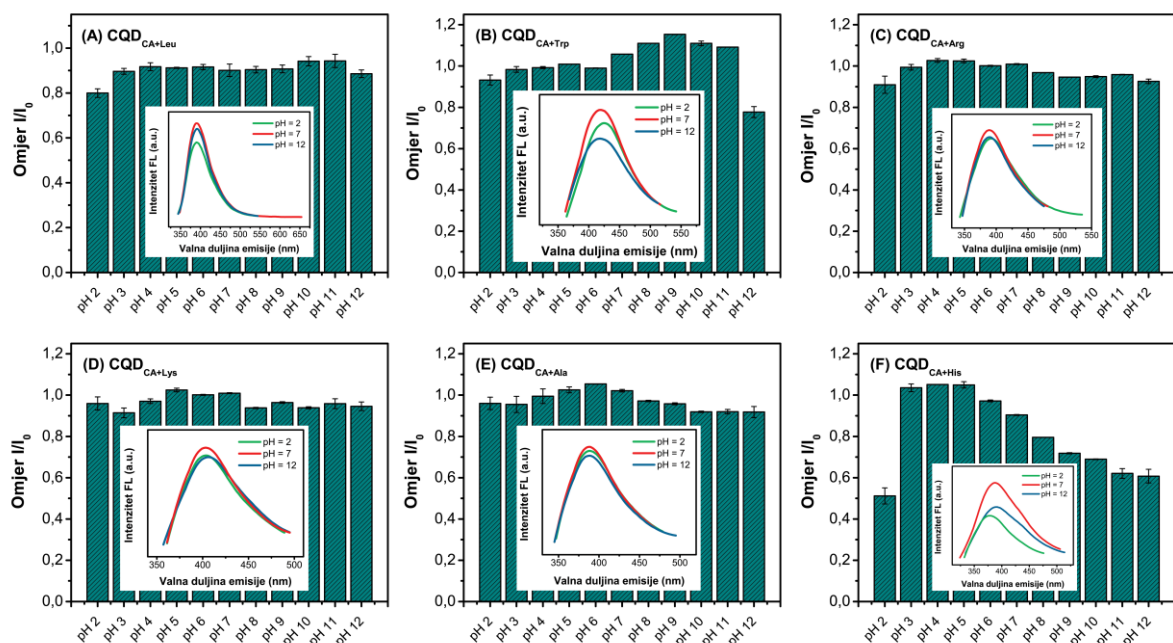 (A) CQD CA+Leu
Omjer I/I0
1,2
1,0
0,8
0,6
0,4
0,2
0,0
pH = 2
pH = 7
pH = 12
Intenzitet FL (a.u.)
350 400 450 500 550 600 650
Valna duljina emisije (nm)
pH 2 pH 3 pH 4 pH 5 pH 6 pH 7 pH 8 pH 9 pH 10 pH 11 pH 12
(B) CQD CA+Trp
Omjer I/I0
1,2
1,0
0,8
0,6
0,4
0,2
0,0
pH = 2
pH = 7
pH = 12
Intenzitet FL (a.u.)
350 400 450 500 550
Valna duljina emisije (nm)
pH 2 pH 3 pH 4 pH 5 pH 6 pH 7 pH 8 pH 9 pH 10 pH 11 pH 12
(C) CQD CA+Arg
Omjer I/I0
1,2
1,0
0,8
0,6
0,4
0,2
0,0
pH = 2
pH = 7
pH = 12
Intenzitet FL (a.u.)
350 400 450 500 550
Valna duljina emisije (nm)
pH 2 pH 3 pH 4 pH 5 pH 6 pH 7 pH 8 pH 9 pH 10 pH 11 pH 12
(D) CQD CA+Lys
Omjer I/I0
1,2
1,0
0,8
0,6
0,4
0,2
0,0
pH = 2
pH = 7
pH = 12
Intenzitet FL (a.u.)
350 400 450 500
Valna duljina emisije (nm)
pH 2 pH 3 pH 4 pH 5 pH 6 pH 7 pH 8 pH 9 pH 10 pH 11 pH 12
(E) CQD CA+Ala
Omjer I/I0
1,2
1,0
0,8
0,6
0,4
0,2
0,0
pH = 2
pH = 7
pH = 12
Intenzitet FL (a.u.)
350 400 450 500
Valna duljina emisije (nm)
pH 2 pH 3 pH 4 pH 5 pH 6 pH 7 pH 8 pH 9 pH 10 pH 11 pH 12
(F) CQD CA+His
Omjer I/I0
1,2
1,0
0,8
0,6
0,4
0,2
0,0
pH = 2
pH = 7
pH = 12
Intenzitet FL (a.u.)
350 400 450 500
Valna duljina emisije (nm)
pH 2 pH 3 pH 4 pH 5 pH 6 pH 7 pH 8 pH 9 pH 10 pH 11 pH 12